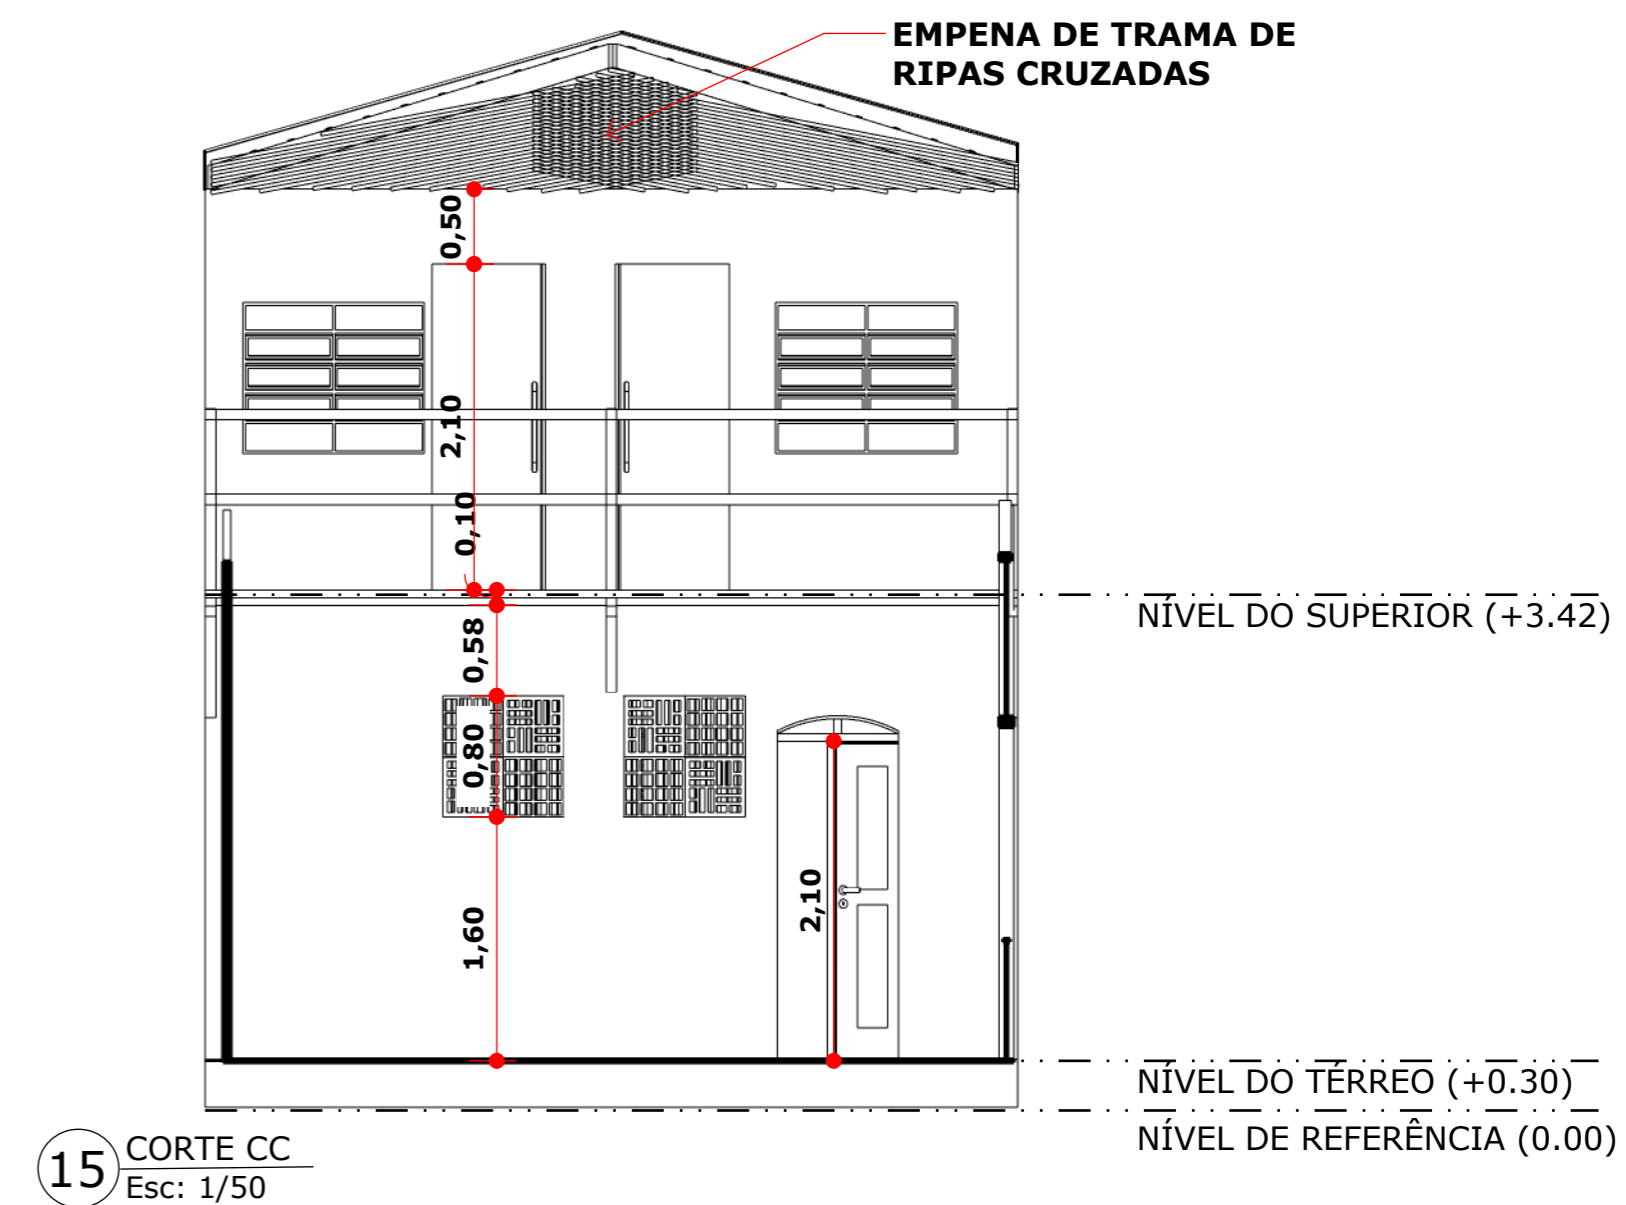 EMPENA DE TRAMA DE
RIPAS CRUZADAS
0,50
2,10
0,10
NÍVEL DO SUPERIOR (+3.42)
0,58
0,80
2,10
1,60
NÍVEL DO TÉRREO (+0.30)
NÍVEL DE REFERÊNCIA (0.00)
15
CORTE CC
Esc: 1/50